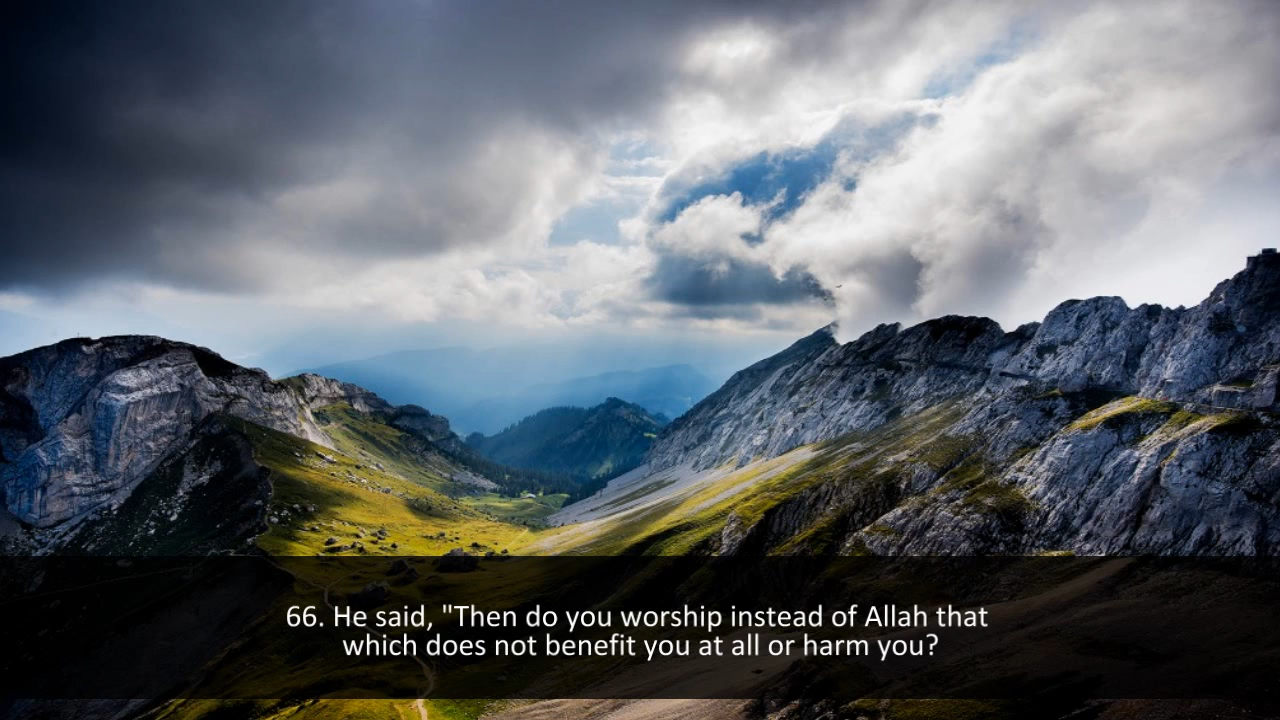 66. He said, "Then do you worship instead of Allah that
which does not benefit you at all or harm you?